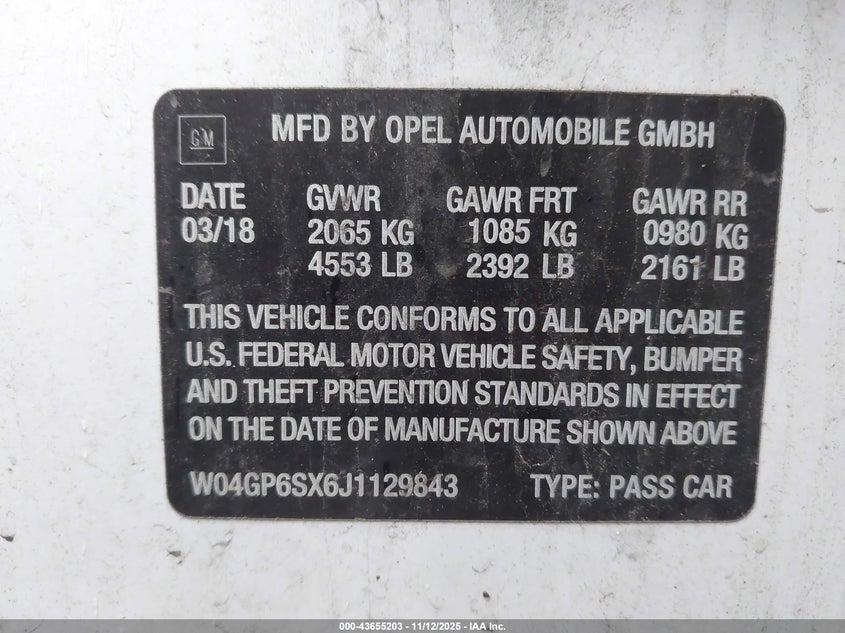 GM MFD BY OPEL AUTOMOBILE GMBH
DATE GVWR GAWR FRT GAWR RR
03/18 2065 KG 1085 KG 0980 KG
4553 LB 2392 LB 2161 LB
THIS VEHICLE CONFORMS TO ALL APPLICABLE
U.S. FEDERAL MOTOR VEHICLE SAFETY, BUMPER
AND THEFT PREVENTION STANDARDS IN EFFECT
ON THE DATE OF MANUFACTURE SHOWN ABOVE
W04GP6SX6J1129843 TYPE: PASS CAR
000-43655203 - 11/12/2025 - IAA Inc.